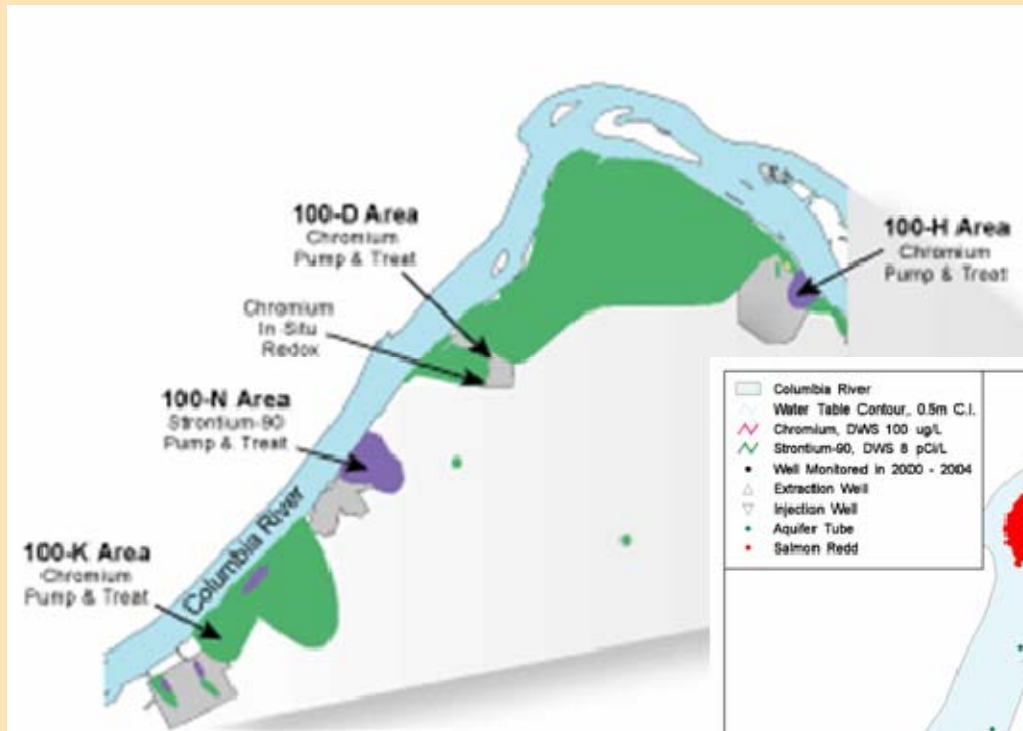 100-D Area
Chromium
Pump & Treat
Chromium
In Situ
Redox
100-N Area
Strontium-90
Pump & Treat
100-K Area
Chromium
Pump & Treat
Columbia River
100-H Area
Chromium
Pump & Treat
Columbia River
Water Table Contour, 0.5m C.I.
Chromium, DWS 100 ug/L
Strontium-90, DWS 8 pCi/L
Well Monitored in 2000 - 2004
Extraction Well
Injection Well
Aquifer Tube
Salmon Redd